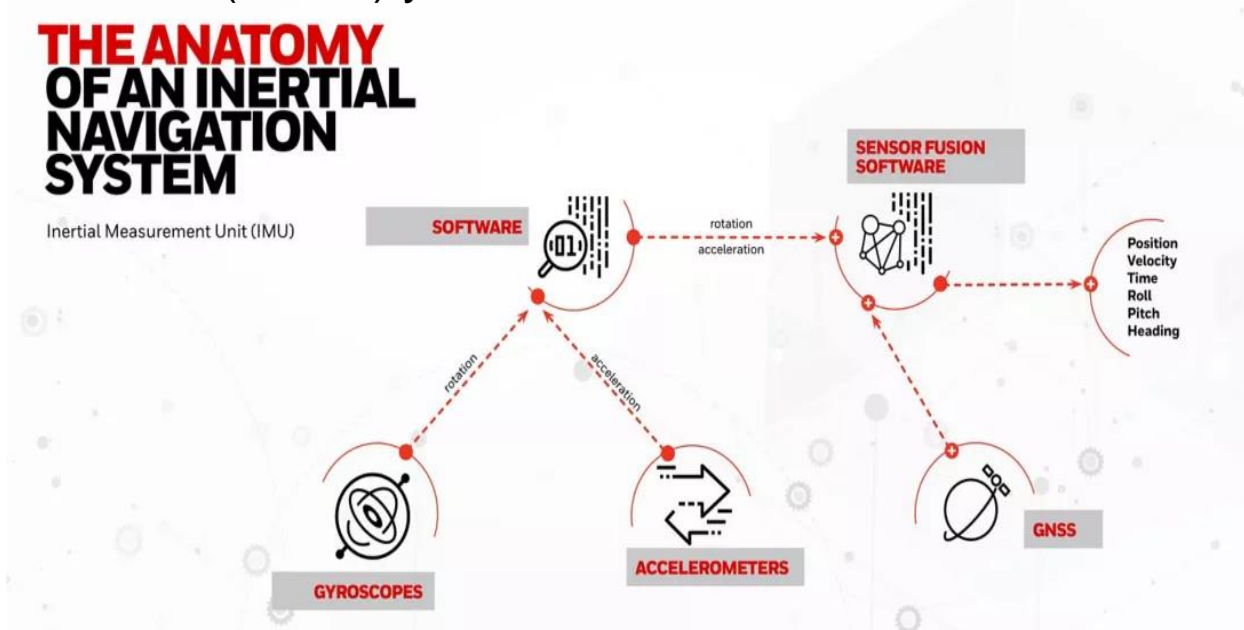 THE ANATOMY
OF AN INERTIAL
NAVIGATION
SYSTEM
Inertial Measurement Unit (IMU)
SOFTWARE
rotation
acceleration
SENSOR FUSION
SOFTWARE
Position
Velocity
Time
Roll
Pitch
Heading
rotation
acceleration
GYROSCOPES
ACCELEROMETERS
GNSS
01